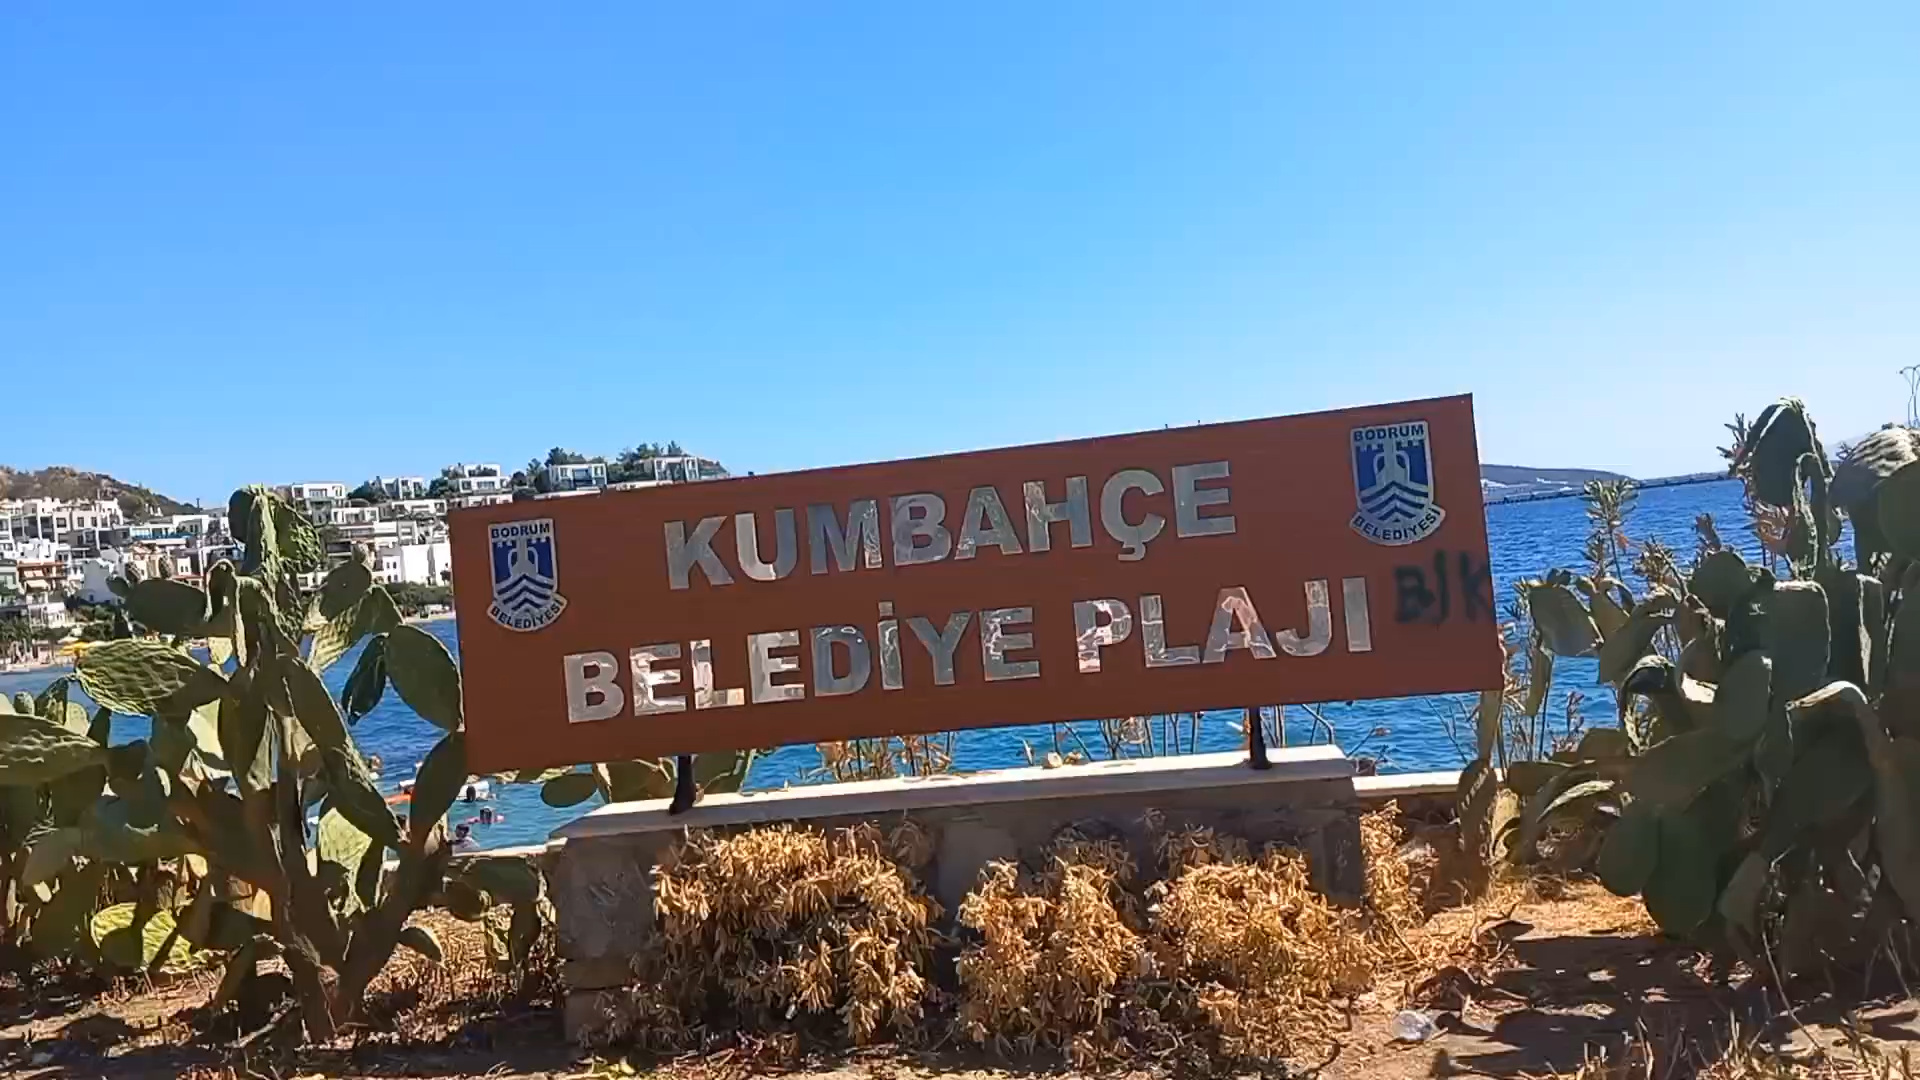 BODRUM
BELEDİYESİ
KUMBAHÇE
BELEDİYE PLAJI
BODRUM
BELEDİYESİ
BJK